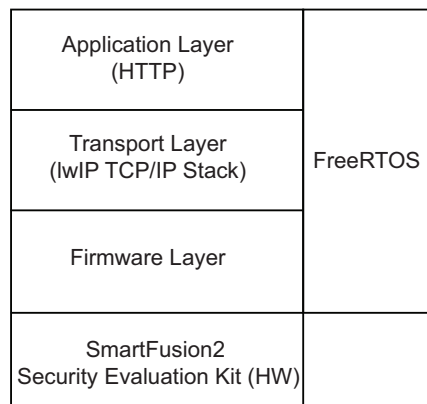 Application Layer
(HTTP)
Transport Layer
(lwIP TCP/IP Stack)
FreeRTOS
Firmware Layer
SmartFusion2
Security Evaluation Kit (HW)